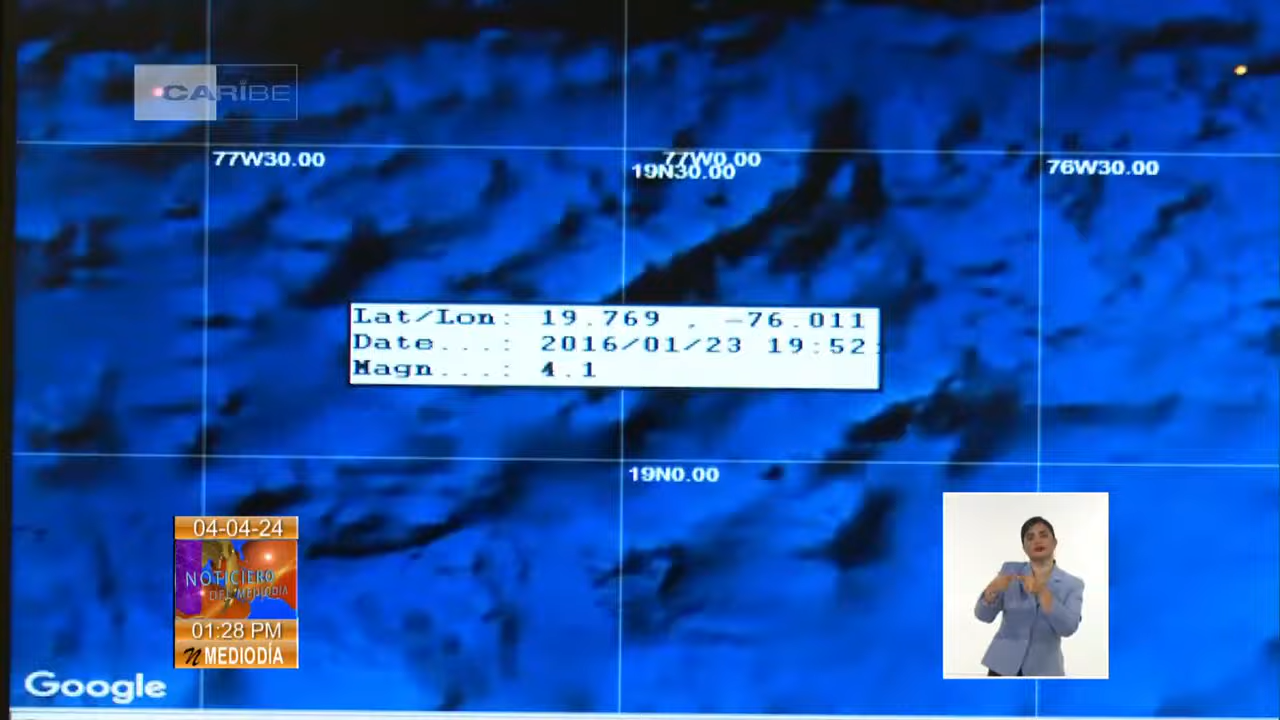 CARIBE
77W30.00
77W0.00
19N30.00
76W30.00
Lat/Lon: 19.769 , -76.011
Date...: 2016/01/23 19:52:
Magn...: 4.1
19N0.00
04-04-24
NOTICIERO
DEL MEDIODÍA
01:28 PM
n MEDIODÍA
Google